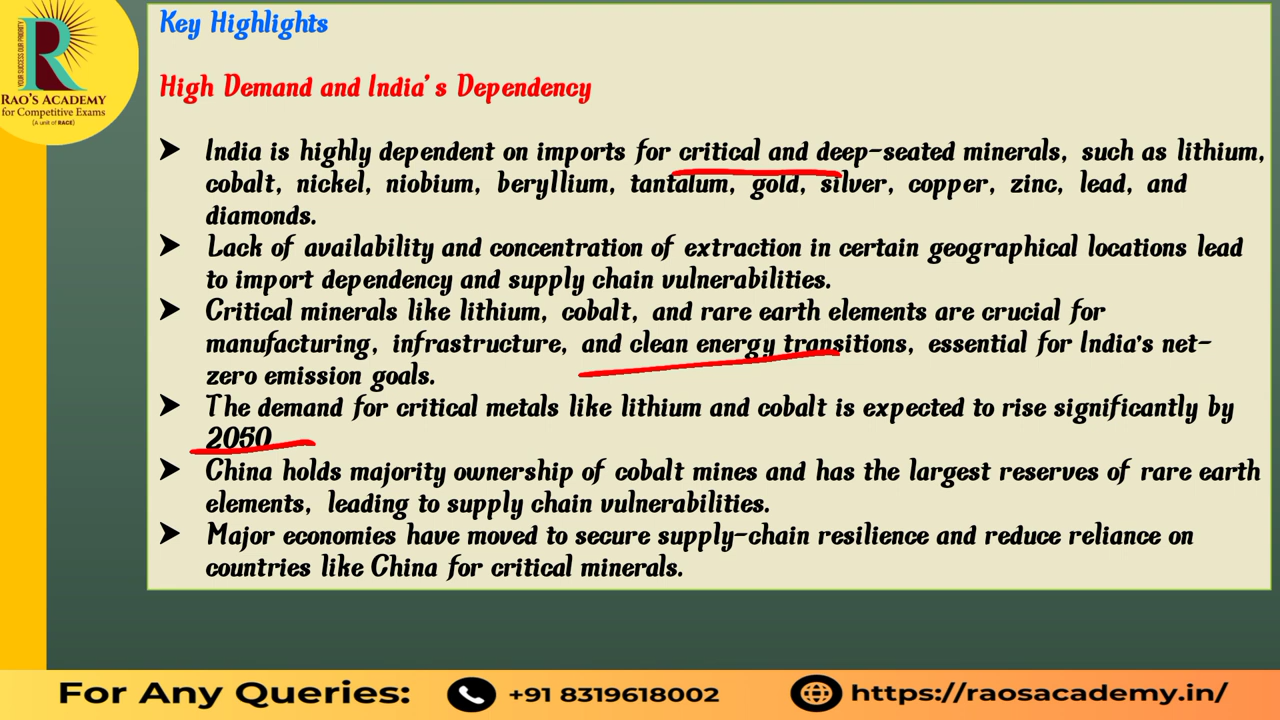 YOUR SUCCESS OUR PRIORITY
R
RAO'S ACADEMY
for Competitive Exams
(A unit of RACE)
Key Highlights
High Demand and India's Dependency
➤ India is highly dependent on imports for critical and deep-seated minerals, such as lithium,
cobalt, nickel, niobium, beryllium, tantalum, gold, silver, copper, zinc, lead, and
diamonds.
➤ Lack of availability and concentration of extraction in certain geographical locations lead
to import dependency and supply chain vulnerabilities.
➤ Critical minerals like lithium, cobalt, and rare earth elements are crucial for
manufacturing, infrastructure, and clean energy transitions, essential for India's net-
zero emission goals.
➤ The demand for critical metals like lithium and cobalt is expected to rise significantly by
2050
➤ China holds majority ownership of cobalt mines and has the largest reserves of rare earth
elements, leading to supply chain vulnerabilities.
➤ Major economies have moved to secure supply-chain resilience and reduce reliance on
countries like China for critical minerals.
For Any Queries: +91 8319618002 https://raosacademy.in/